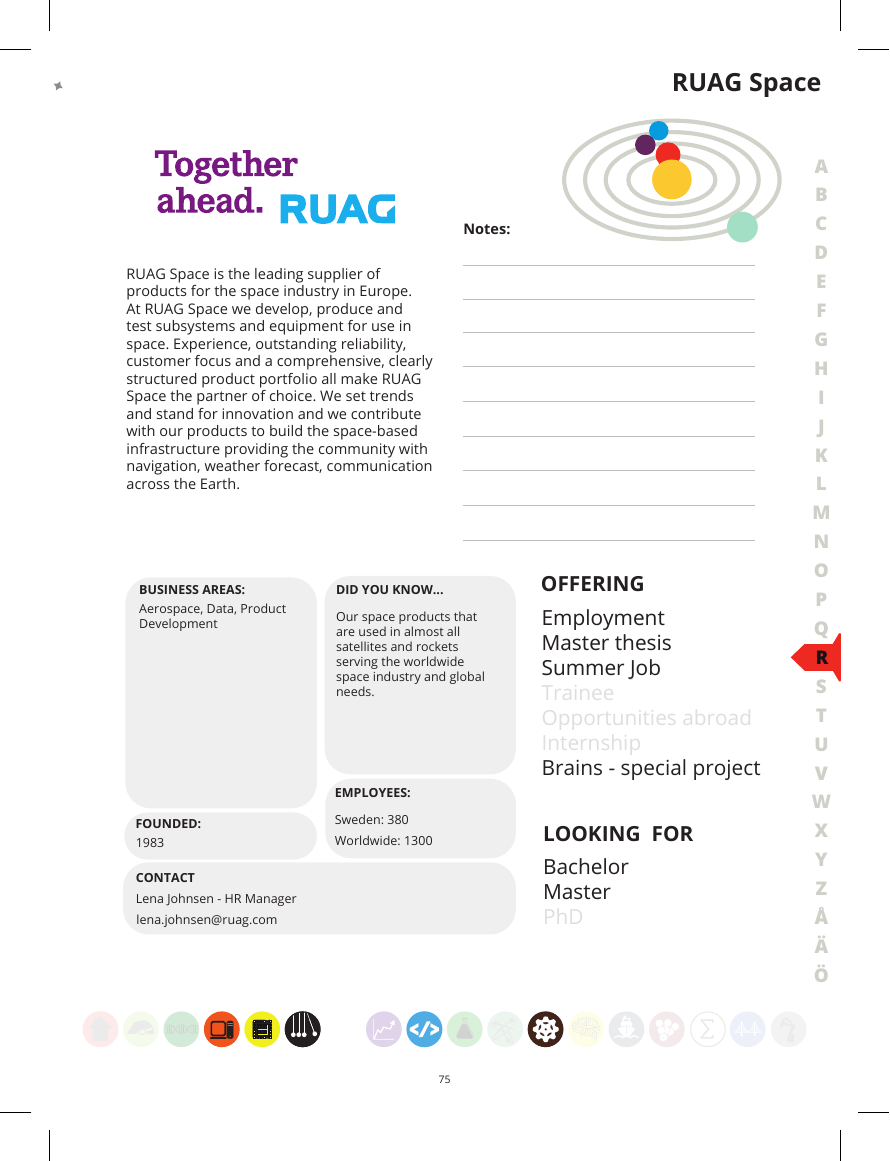 RUAG Space
Together
ahead. RUAG
Notes:
RUAG Space is the leading supplier of
products for the space industry in Europe.
At RUAG Space we develop, produce and
test subsystems and equipment for use in
space. Experience, outstanding reliability,
customer focus and a comprehensive, clearly
structured product portfolio all make RUAG
Space the partner of choice. We set trends
and stand for innovation and we contribute
with our products to build the space-based
infrastructure providing the community with
navigation, weather forecast, communication
across the Earth.
BUSINESS AREAS:
Aerospace, Data, Product
Development
DID YOU KNOW...
Our space products that
are used in almost all
satellites and rockets
serving the worldwide
space industry and global
needs.
EMPLOYEES:
Sweden: 380
Worldwide: 1300
FOUNDED:
1983
CONTACT
Lena Johnsen - HR Manager
lena.johnsen@ruag.com
OFFERING
Employment
Master thesis
Summer Job
Trainee
Opportunities abroad
Internship
Brains - special project
LOOKING FOR
Bachelor
Master
PhD
A
B
C
D
E
F
G
H
I
J
K
L
M
N
O
P
Q
R
S
T
U
V
W
X
Y
Z
Å
Ä
Ö
</>
Σ
75